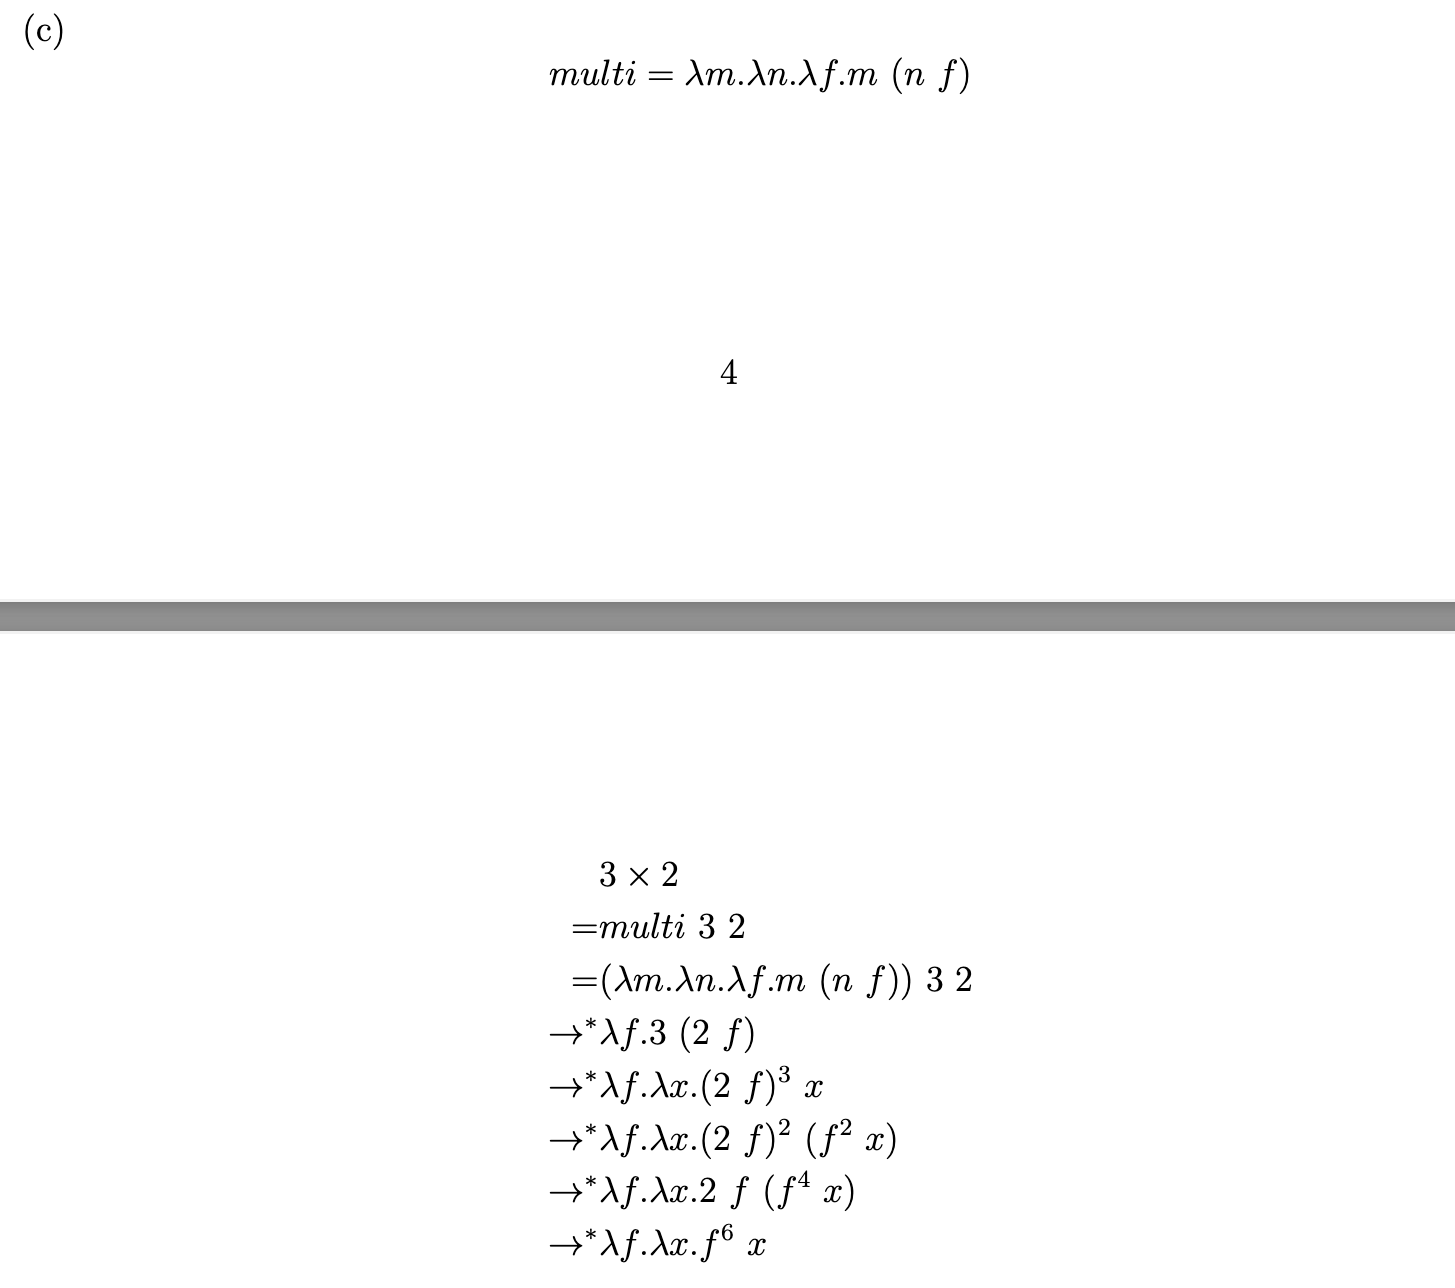 (c)
multi = λm.λn.λf.m (n f)
4
3 × 2
=multi 3 2
=(λm.λn.λf.m (n f)) 3 2
→*λf.3 (2 f)
→*λf.λx.(2 f)³ x
→*λf.λx.(2 f)² (f² x)
→*λf.λx.2 f (f⁴ x)
→*λf.λx.f⁶ x